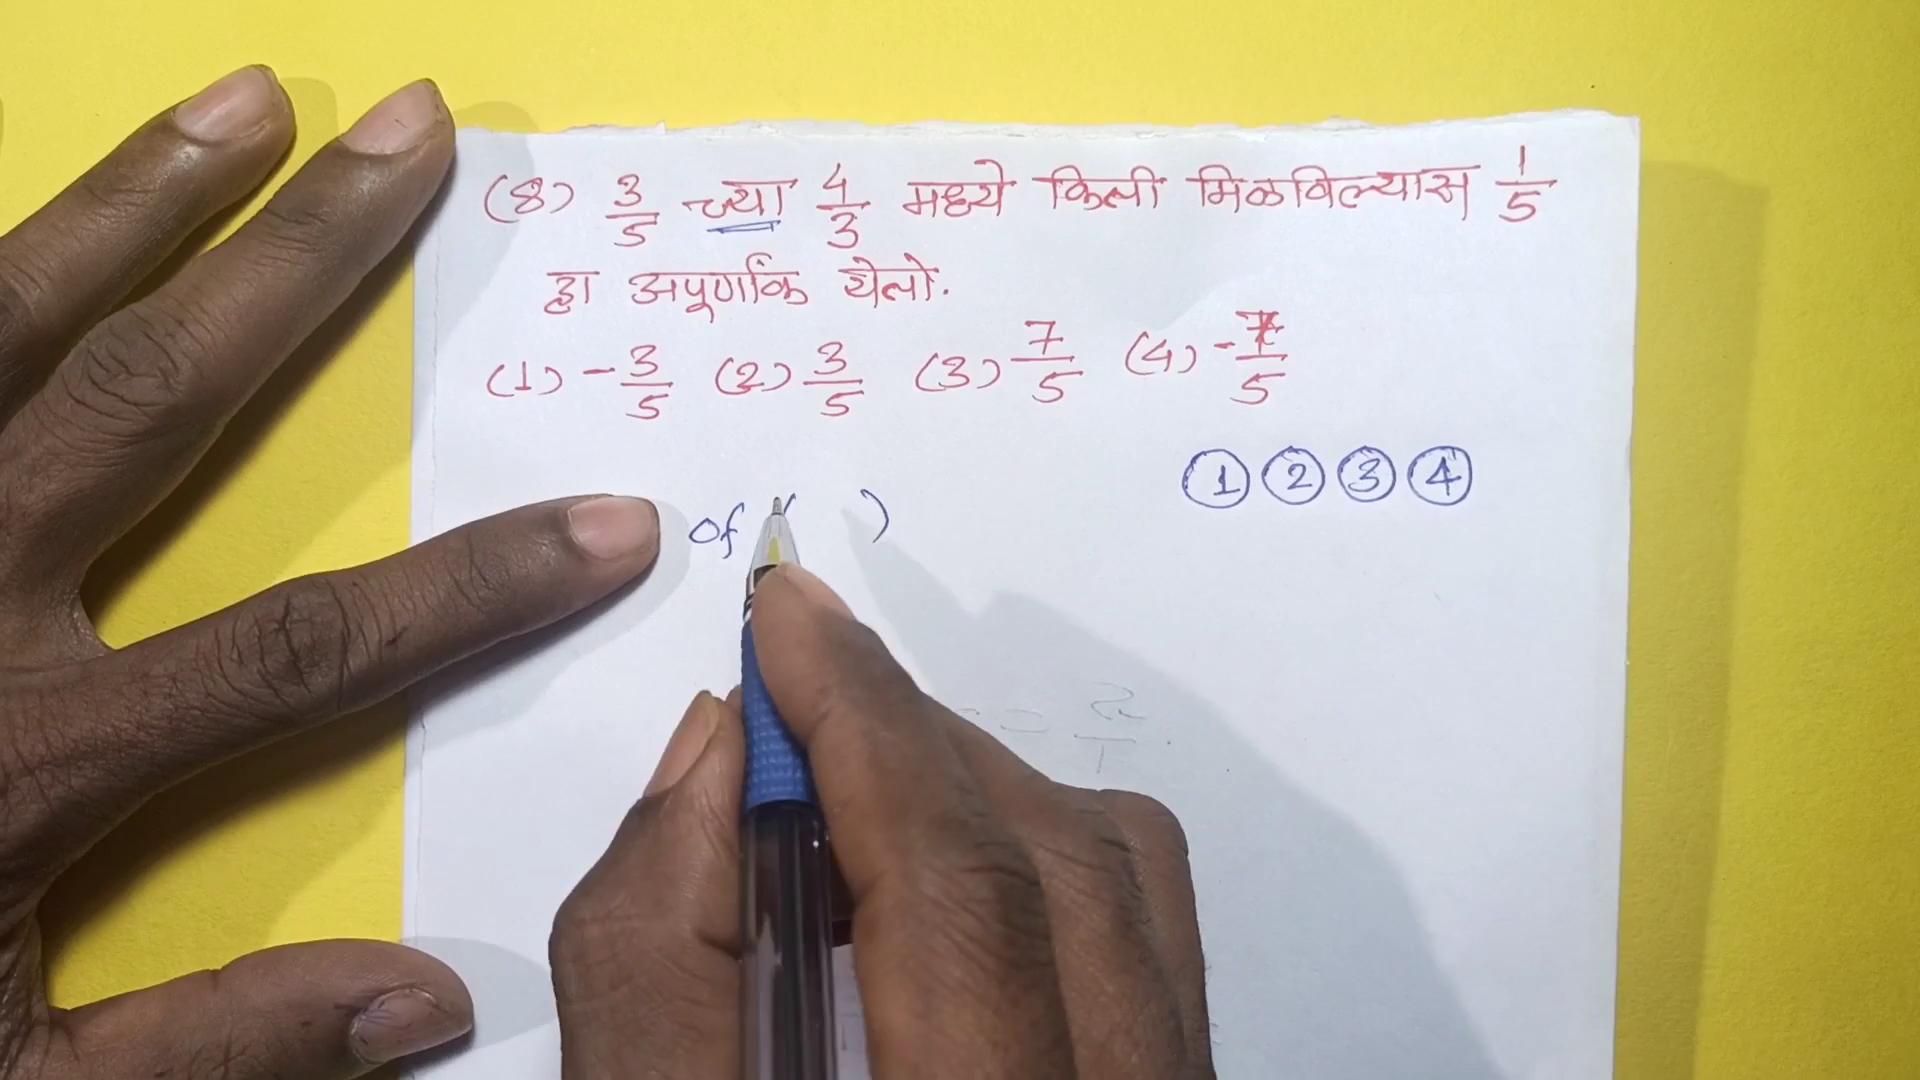 (8) 3/5 च्या 4/3 मध्ये किती मिळविल्यास 1/5
हा अपूर्णांक येतो.
(1) -3/5 (2) 3/5 (3) 7/5 (4) -7/5
① ② ③ ④
of ( )